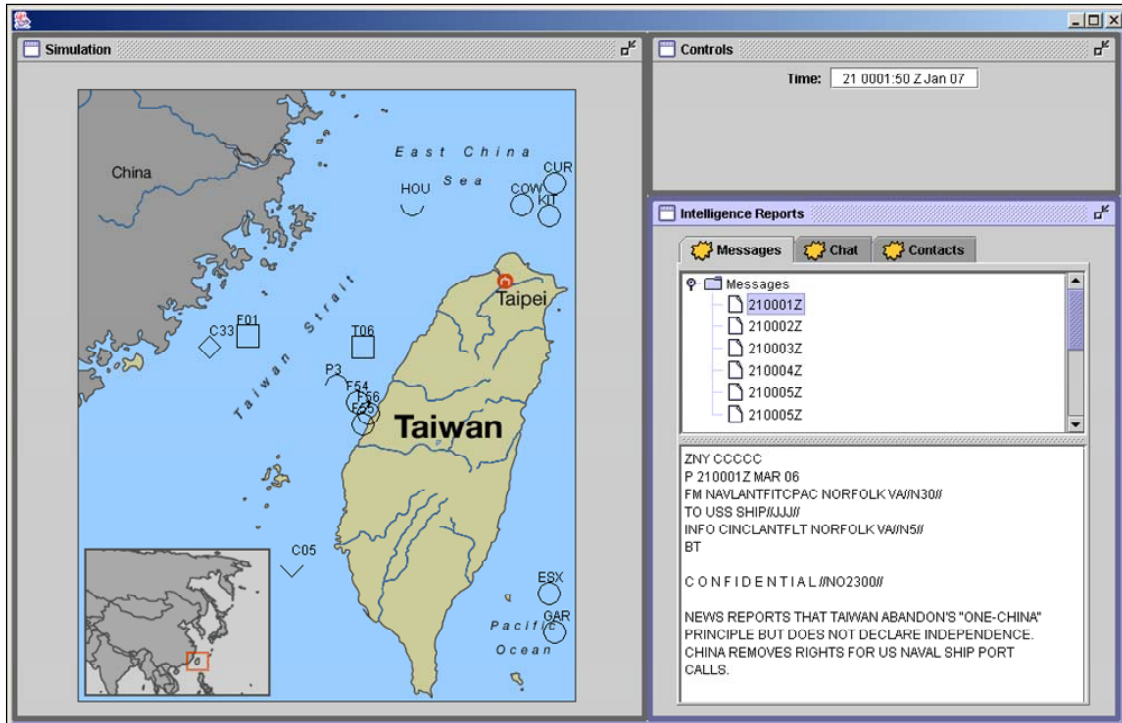 Simulation
China
East China
Sea
CUR
HOU
COW
KIT
Taipei
Taiwan Strait
C33
F01
T06
P3
F54
F56
F55
Taiwan
C05
ESX
GAR
Pacific
Ocean
Controls
Time: 21 0001:50 Z Jan 07
Intelligence Reports
Messages Chat Contacts
Messages
210001Z
210002Z
210003Z
210004Z
210005Z
210005Z
ZNY CCCCC
P 210001Z MAR 06
FM NAVLANTFITCPAC NORFOLK VA//N30//
TO USS SHIP//JJJ//
INFO CINCLANTFLT NORFOLK VA//N5//
BT
C O N F I D E N T I A L //NO2300//
NEWS REPORTS THAT TAIWAN ABANDON'S "ONE-CHINA"
PRINCIPLE BUT DOES NOT DECLARE INDEPENDENCE.
CHINA REMOVES RIGHTS FOR US NAVAL SHIP PORT
CALLS.